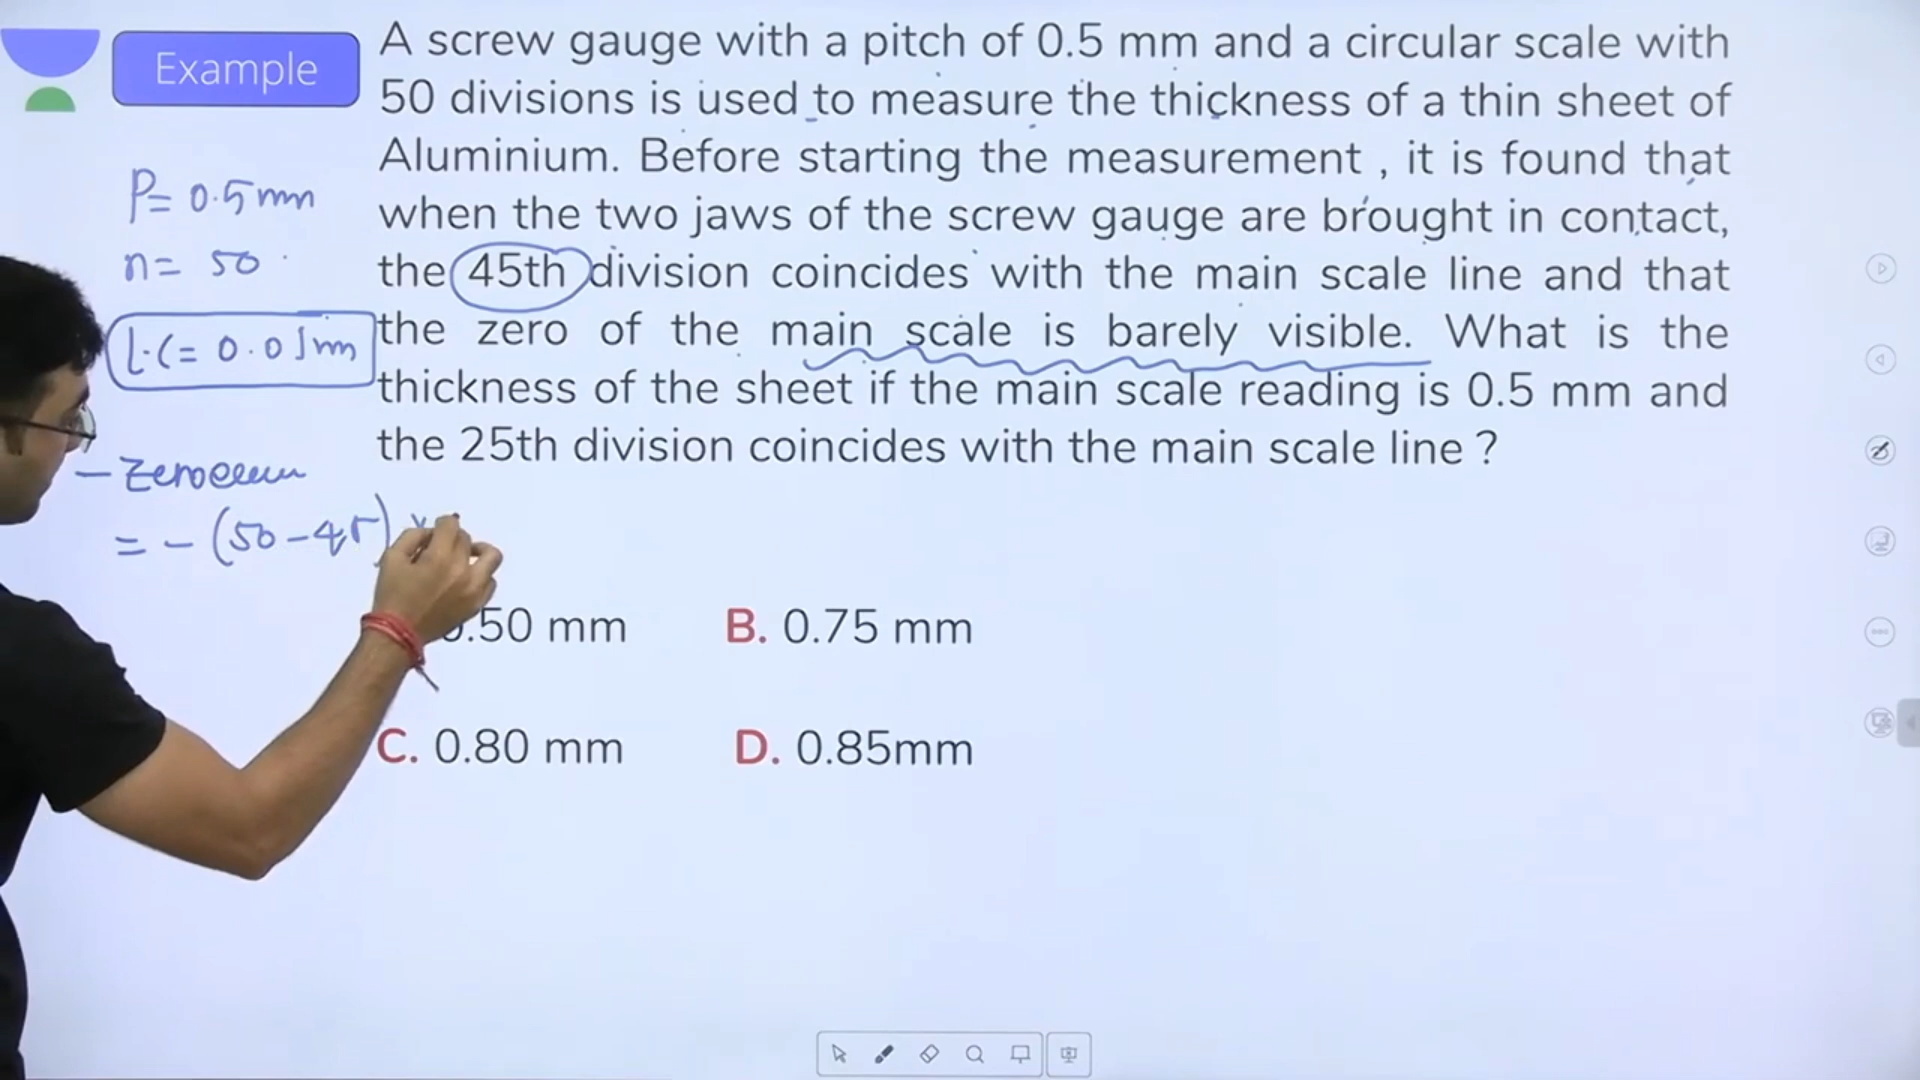 Example
A screw gauge with a pitch of 0.5 mm and a circular scale with
50 divisions is used to measure the thickness of a thin sheet of
Aluminium. Before starting the measurement , it is found that
when the two jaws of the screw gauge are brought in contact,
the 45th division coincides with the main scale line and that
the zero of the main scale is barely visible. What is the
thickness of the sheet if the main scale reading is 0.5 mm and
the 25th division coincides with the main scale line ?
P= 0.5 mm
n= 50
L.C= 0.01mm
- Zero
= - (50-45) ×
.50 mm
B. 0.75 mm
C. 0.80 mm
D. 0.85mm